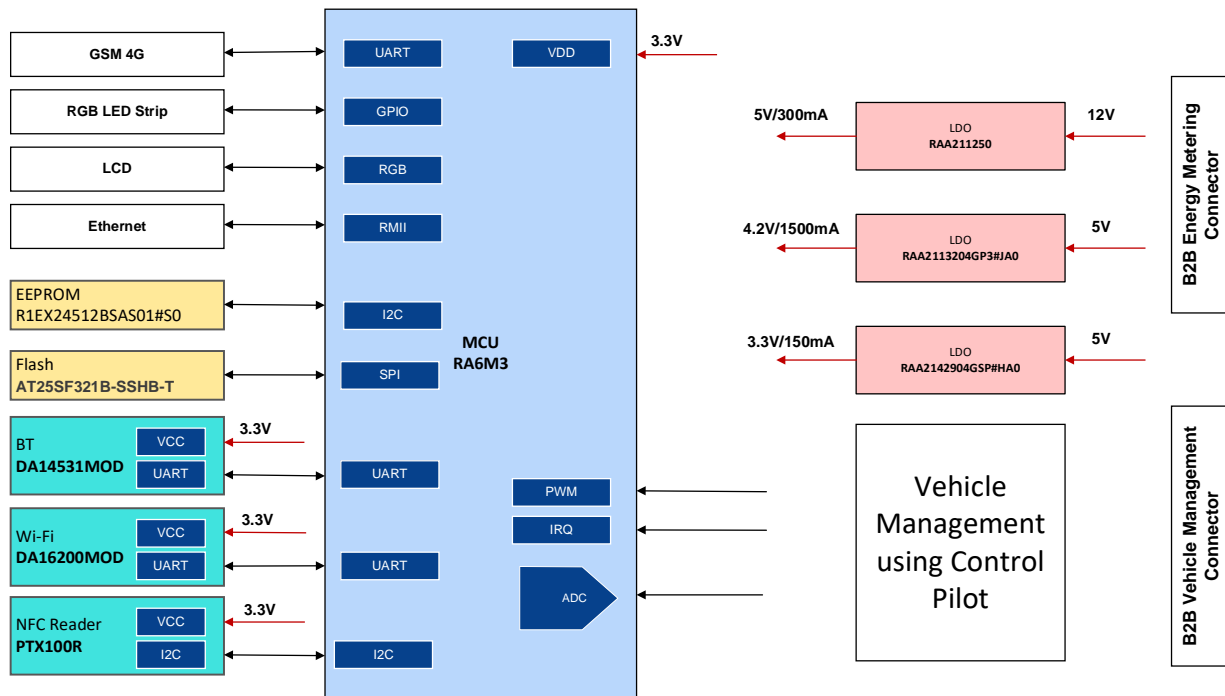 GSM 4G
RGB LED Strip
LCD
Ethernet
EEPROM
R1EX24512BSAS01#S0
Flash
AT25SF321B-SSHB-T
BT
DA14531MOD
VCC
UART
3.3V
Wi-Fi
DA16200MOD
VCC
UART
3.3V
NFC Reader
PTX100R
VCC
I2C
3.3V
UART
GPIO
RGB
RMII
I2C
SPI
UART
UART
I2C
MCU
RA6M3
VDD
3.3V
PWM
IRQ
ADC
5V/300mA
LDO
RAA211250
12V
4.2V/1500mA
LDO
RAA2113204GP3#JA0
5V
3.3V/150mA
LDO
RAA2142904GSP#HA0
5V
Vehicle
Management
using Control
Pilot
B2B Energy Metering
Connector
B2B Vehicle Management
Connector